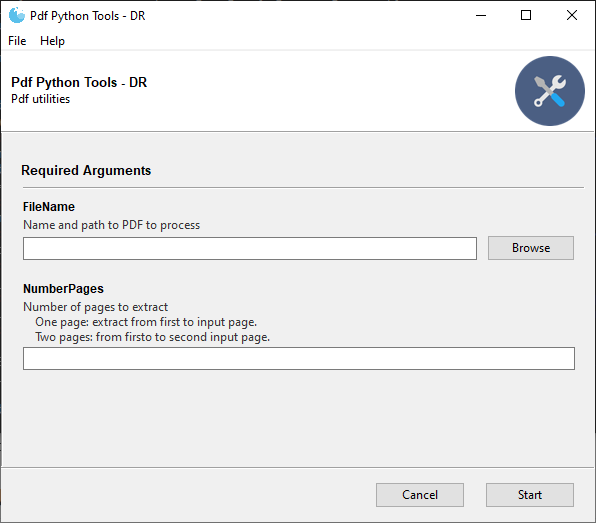 Pdf Python Tools - DR
File Help
Pdf Python Tools - DR
Pdf utilities
Required Arguments
FileName
Name and path to PDF to process
Browse
NumberPages
Number of pages to extract
One page: extract from first to input page.
Two pages: from firsto to second input page.
Cancel Start